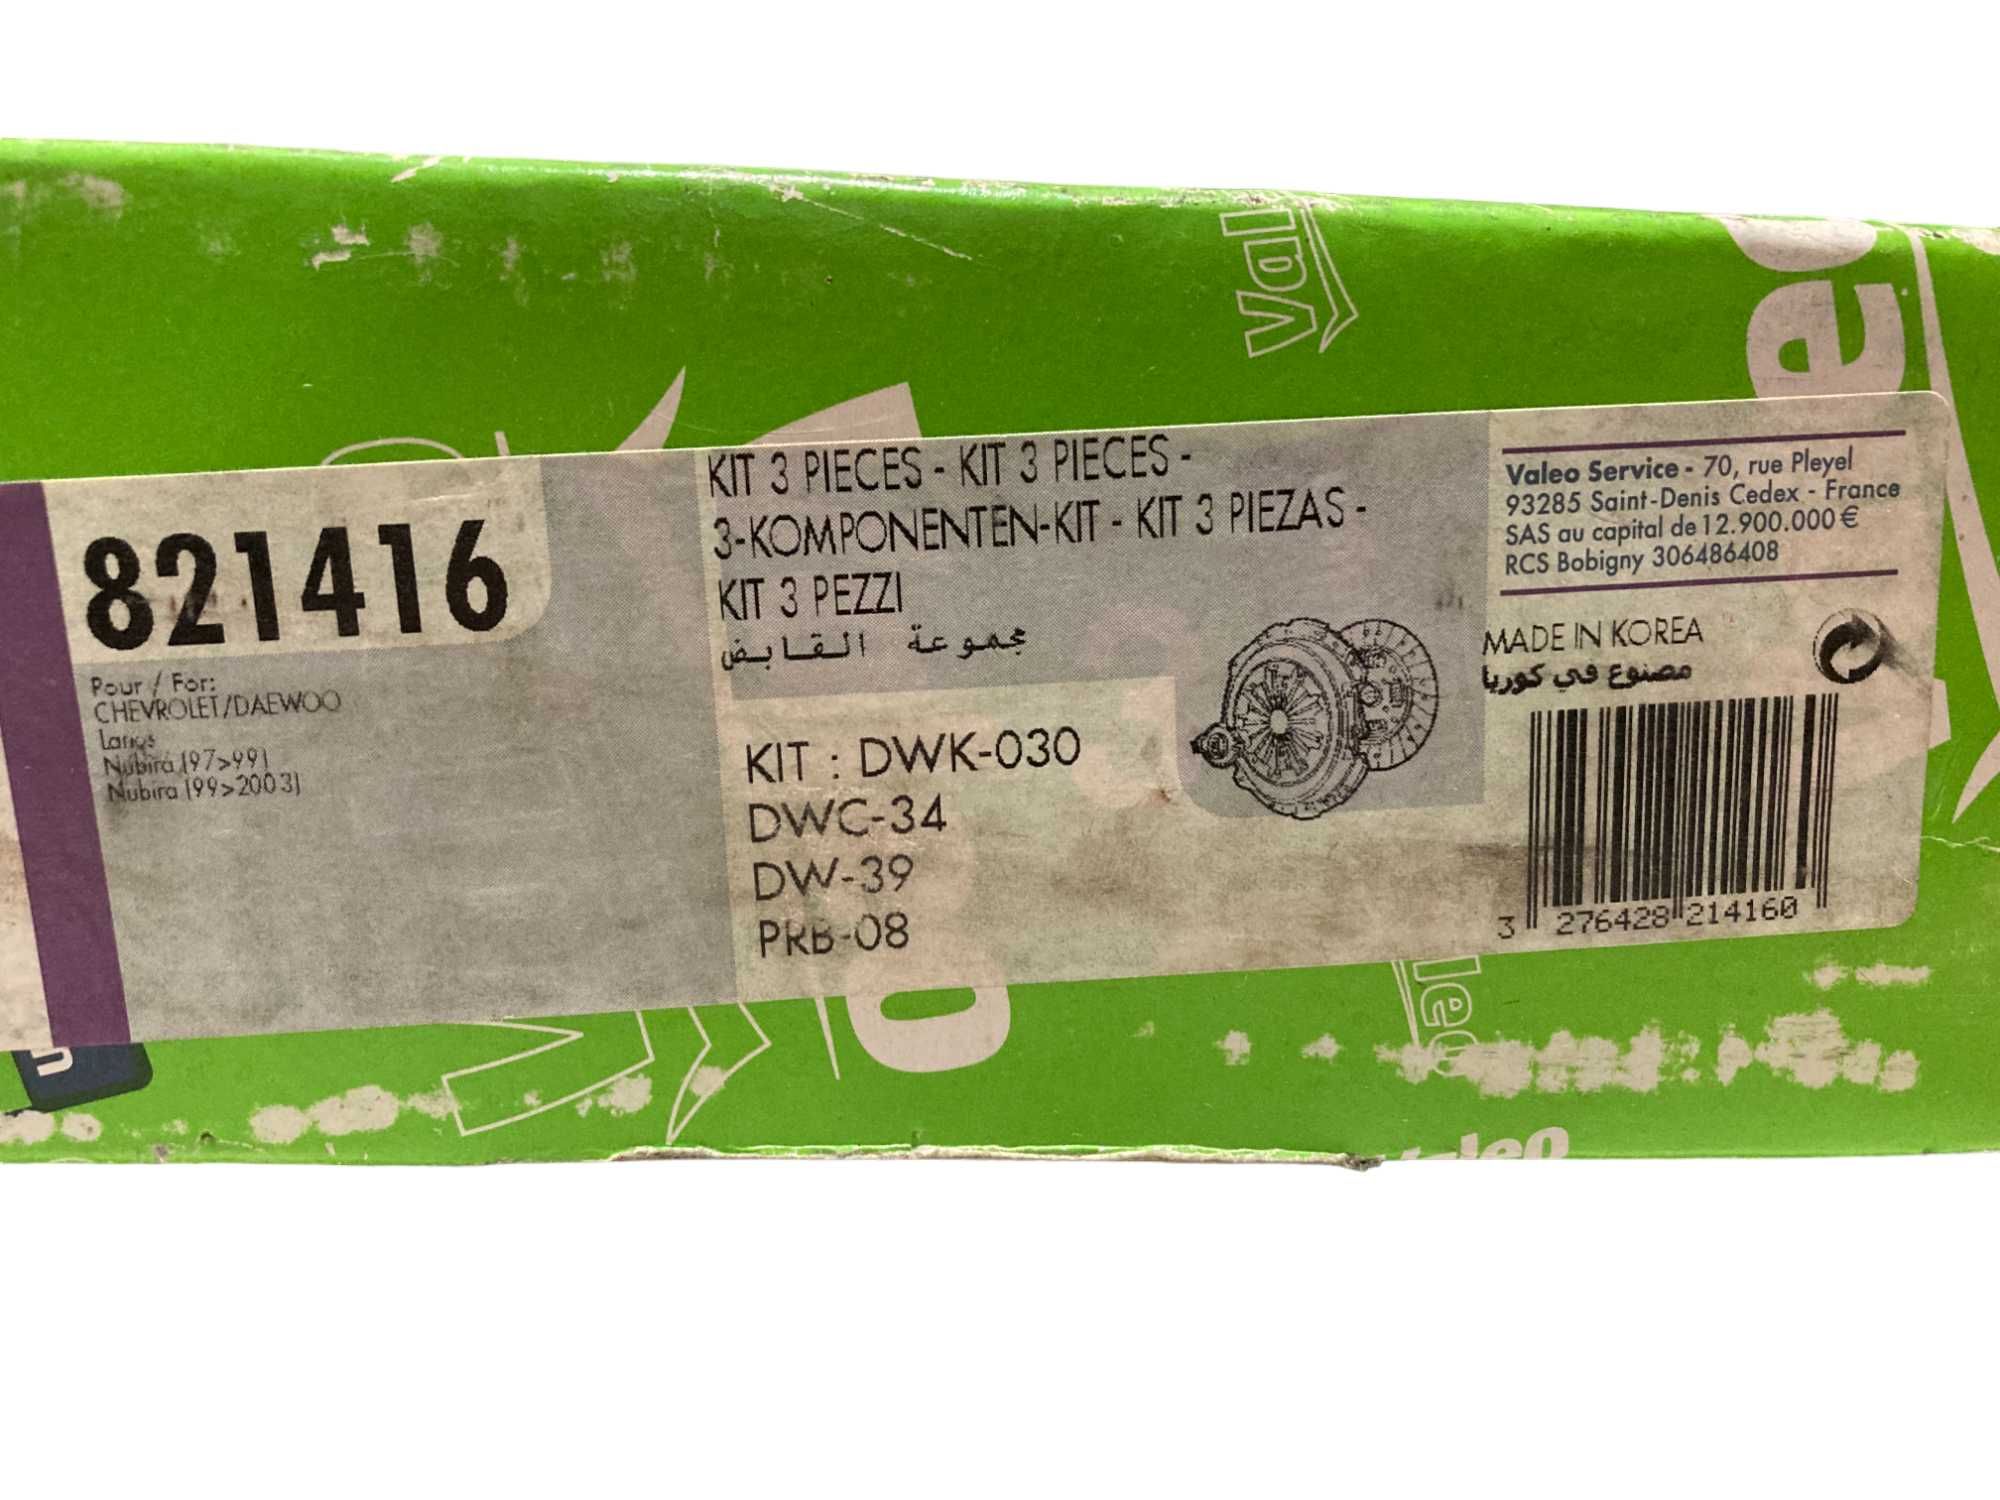 Val
e
821416
Pour / For:
CHEVROLET/DAEWOO
Lanos
Nubira (97>99)
Nubira (99>2003)
KIT 3 PIECES - KIT 3 PIECES -
3-KOMPONENTEN-KIT - KIT 3 PIEZAS -
KIT 3 PEZZI
مجموعة القابض
KIT : DWK-030
DWC-34
DW-39
PRB-08
Valeo Service - 70, rue Pleyel
93285 Saint-Denis Cedex - France
SAS au capital de 12.900.000 €
RCS Bobigny 306486408
MADE IN KOREA
مصنوع في كوريا
3 276428 214160
leo
valeo